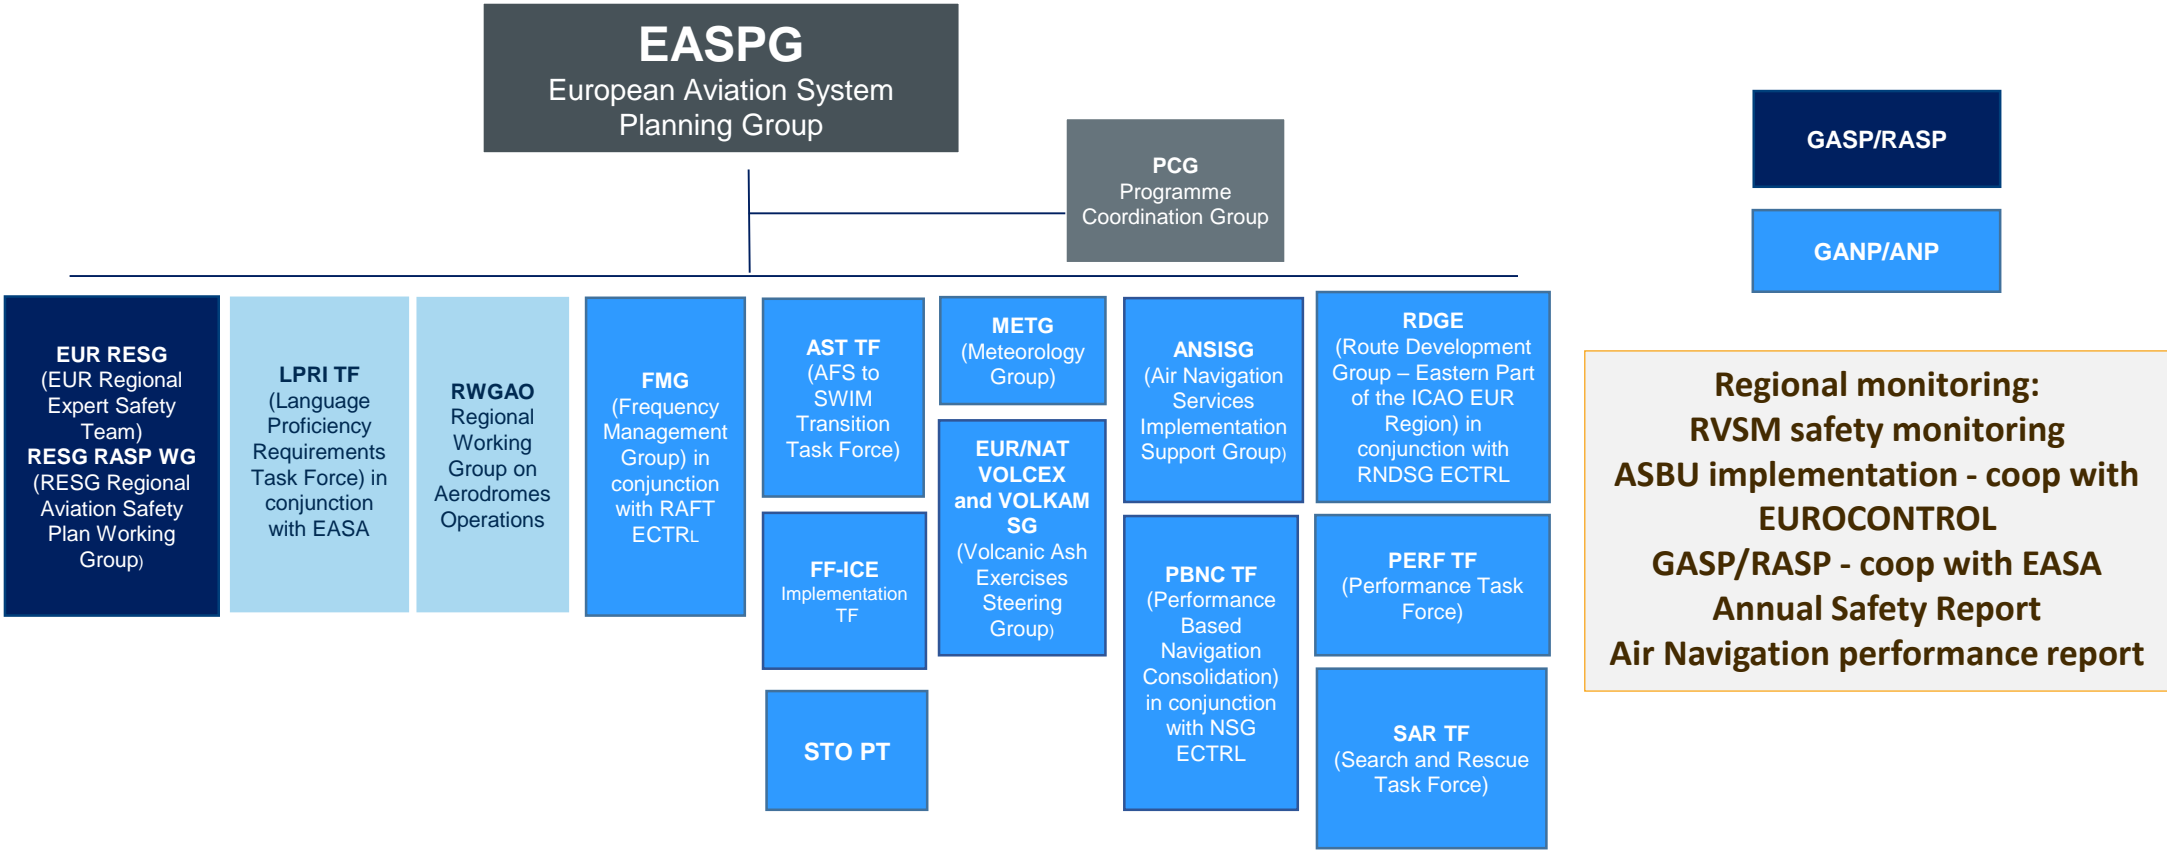 EASPG
European Aviation System
Planning Group
PCG
Programme
Coordination Group
GASP/RASP
GANP/ANP
EUR RESG
(EUR Regional
Expert Safety
Team)
RESG RASP WG
(RESG Regional
Aviation Safety
Plan Working
Group)
LPRI TF
(Language
Proficiency
Requirements
Task Force) in
conjunction
with EASA
RWGAO
Regional
Working
Group on
Aerodromes
Operations
FMG
(Frequency
Management
Group) in
conjunction
with RAFT
ECTRL
AST TF
(AFS to
SWIM
Transition
Task Force)
FF-ICE
Implementation
TF
STO PT
METG
(Meteorology
Group)
EUR/NAT
VOLCEX
and VOLKAM
SG
(Volcanic Ash
Exercises
Steering
Group)
ANSISG
(Air Navigation
Services
Implementation
Support Group)
PBNC TF
(Performance
Based
Navigation
Consolidation)
in conjunction
with NSG
ECTRL
RDGE
(Route Development
Group – Eastern Part
of the ICAO EUR
Region) in
conjunction with
RNDSG ECTRL
PERF TF
(Performance Task
Force)
SAR TF
(Search and Rescue
Task Force)
Regional monitoring:
RVSM safety monitoring
ASBU implementation - coop with
EUROCONTROL
GASP/RASP - coop with EASA
Annual Safety Report
Air Navigation performance report